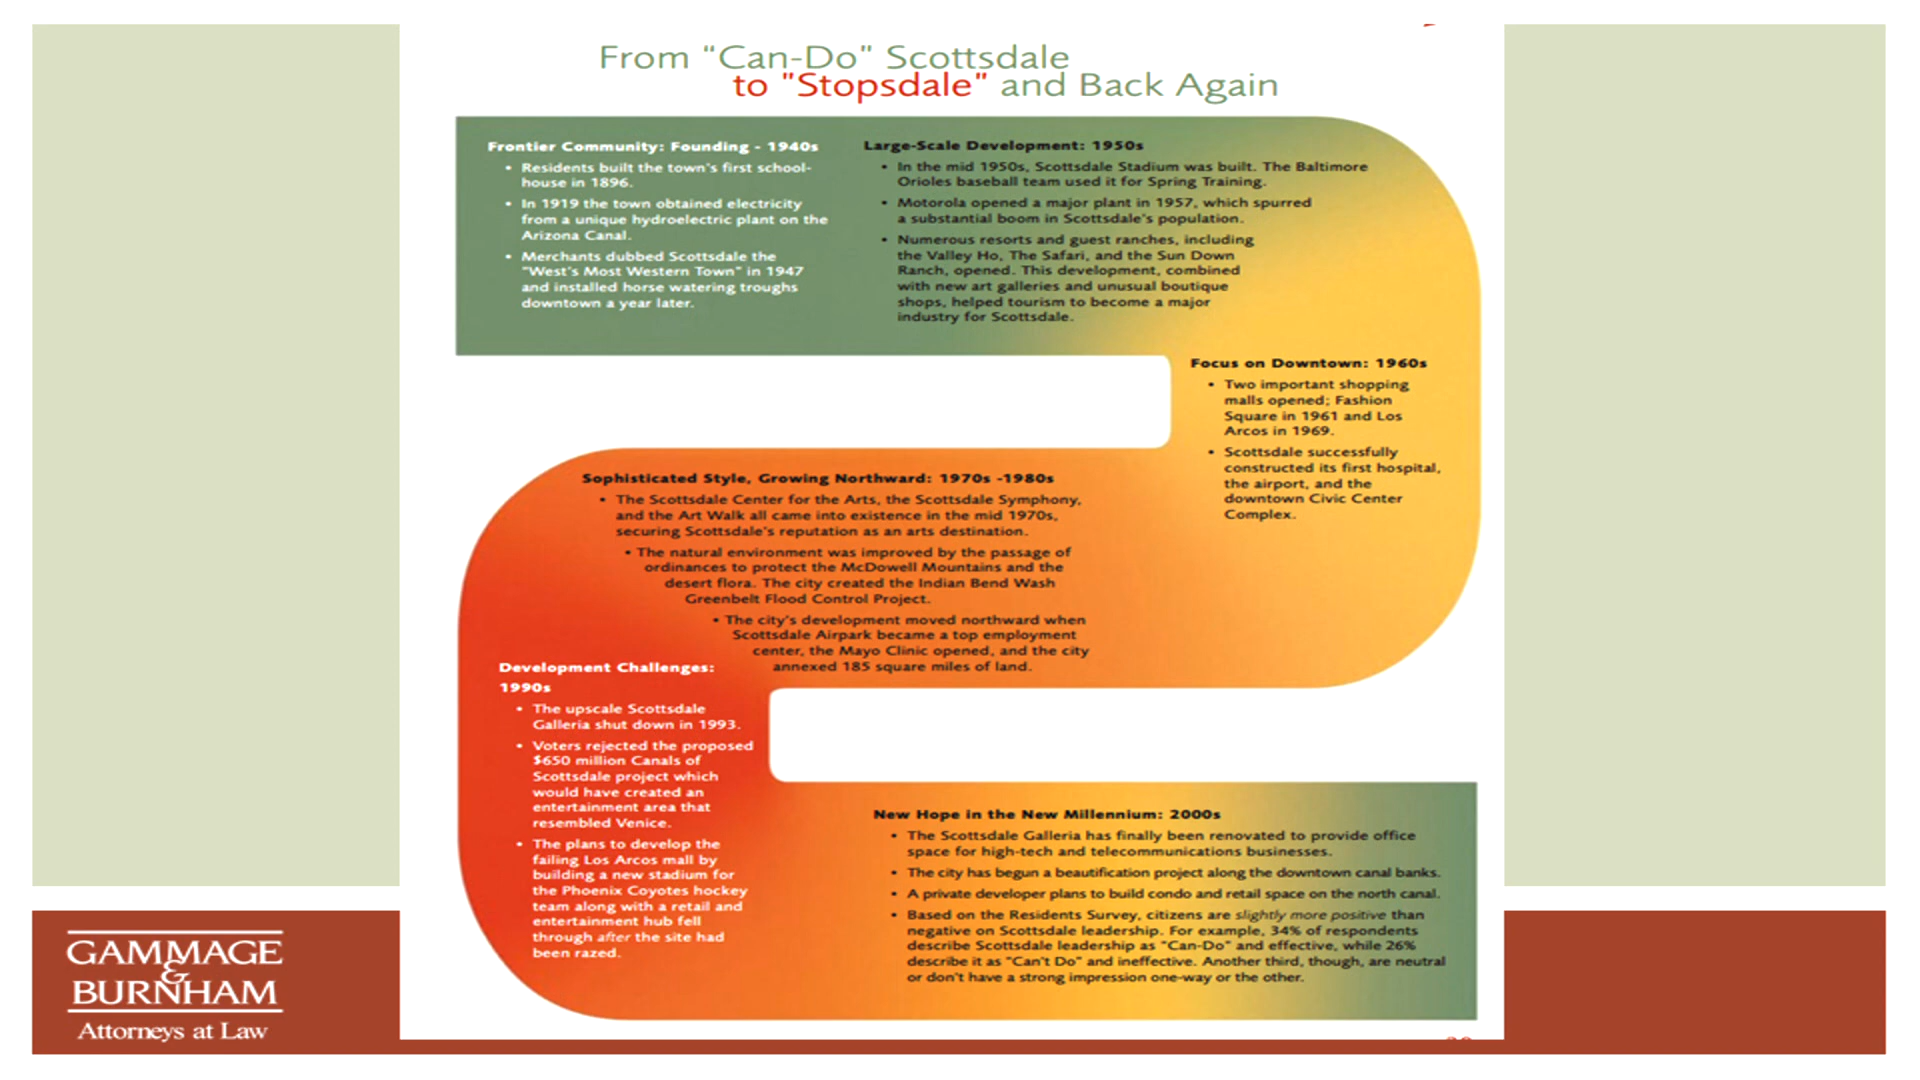 From “Can-Do" Scottsdale
to "Stopsdale" and Back Again
Frontier Community: Founding - 1940s
• Residents built the town's first school-
house in 1896.
• In 1919 the town obtained electricity
from a unique hydroelectric plant on the
Arizona Canal.
• Merchants dubbed Scottsdale the
"West's Most Western Town" in 1947
and installed horse watering troughs
downtown a year later.
Large-Scale Development: 1950s
• In the mid 1950s, Scottsdale Stadium was built. The Baltimore
Orioles baseball team used it for Spring Training.
• Motorola opened a major plant in 1957, which spurred
a substantial boom in Scottsdale's population.
• Numerous resorts and guest ranches, including
the Valley Ho, The Safari, and the Sun Down
Ranch, opened. This development, combined
with new art galleries and unusual boutique
shops, helped tourism to become a major
industry for Scottsdale.
Focus on Downtown: 1960s
• Two important shopping
malls opened; Fashion
Square in 1961 and Los
Arcos in 1969.
• Scottsdale successfully
constructed its first hospital,
the airport, and the
downtown Civic Center
Complex.
Sophisticated Style, Growing Northward: 1970s -1980s
• The Scottsdale Center for the Arts, the Scottsdale Symphony,
and the Art Walk all came into existence in the mid 1970s,
securing Scottsdale's reputation as an arts destination.
• The natural environment was improved by the passage of
ordinances to protect the McDowell Mountains and the
desert flora. The city created the Indian Bend Wash
Greenbelt Flood Control Project.
• The city's development moved northward when
Scottsdale Airpark became a top employment
center, the Mayo Clinic opened, and the city
annexed 185 square miles of land.
Development Challenges:
1990s
• The upscale Scottsdale
Galleria shut down in 1993.
• Voters rejected the proposed
$650 million Canals of
Scottsdale project which
would have created an
entertainment area that
resembled Venice.
• The plans to develop the
failing Los Arcos mall by
building a new stadium for
the Phoenix Coyotes hockey
team along with a retail and
entertainment hub fell
through after the site had
been razed.
New Hope in the New Millennium: 2000s
• The Scottsdale Galleria has finally been renovated to provide office
space for high-tech and telecommunications businesses.
• The city has begun a beautification project along the downtown canal banks.
• A private developer plans to build condo and retail space on the north canal.
• Based on the Residents Survey, citizens are slightly more positive than
negative on Scottsdale leadership. For example, 34% of respondents
describe Scottsdale leadership as "Can-Do" and effective, while 26%
describe it as "Can't Do" and ineffective. Another third, though, are neutral
or don't have a strong impression one-way or the other.
GAMMAGE
&
BURNHAM
Attorneys at Law